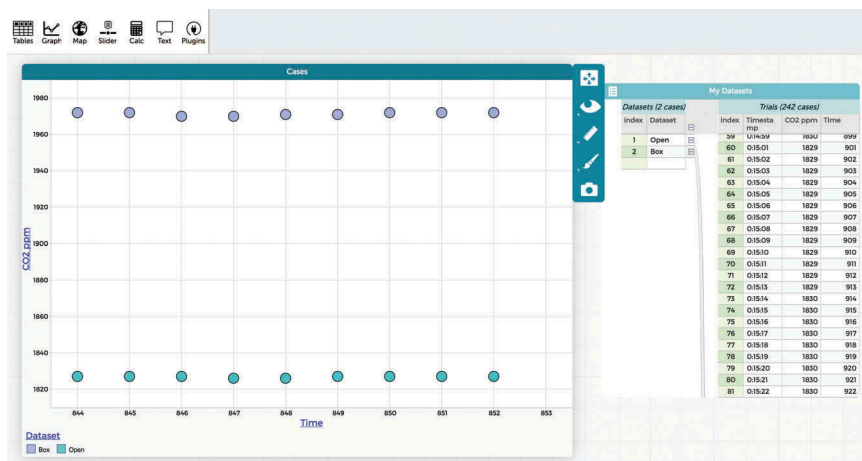 Tables Graph Map Slider Calc Text Plugins
Cases
1980
1960
1940
1920
1900
1880
1860
1840
1820
CO2 ppm
844 845 846 847 848 849 850 851 852 853
Time
Dataset
Box Open
My Datasets
Datasets (2 cases)
index Dataset
1 Open
2 Box
Trials (242 cases)
index Timesta mp CO2 ppm Time
59 0:14:59 1830 899
60 0:15:01 1829 901
61 0:15:02 1829 902
62 0:15:03 1829 903
63 0:15:04 1829 904
64 0:15:05 1829 905
65 0:15:06 1829 906
66 0:15:07 1829 907
67 0:15:08 1829 908
68 0:15:09 1829 909
69 0:15:10 1829 910
70 0:15:11 1829 911
71 0:15:12 1829 912
72 0:15:13 1829 913
73 0:15:14 1830 914
74 0:15:15 1830 915
75 0:15:16 1830 916
76 0:15:17 1830 917
77 0:15:18 1830 918
78 0:15:19 1830 919
79 0:15:20 1830 920
80 0:15:21 1830 921
81 0:15:22 1830 922